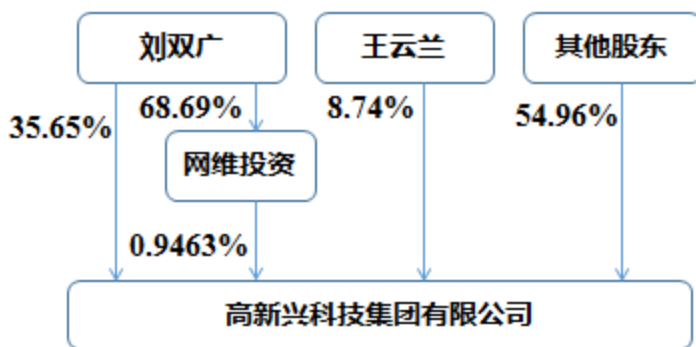 刘双广
王云兰
其他股东
35.65%
68.69%
8.74%
54.96%
网维投资
0.9463%
高新兴科技集团有限公司